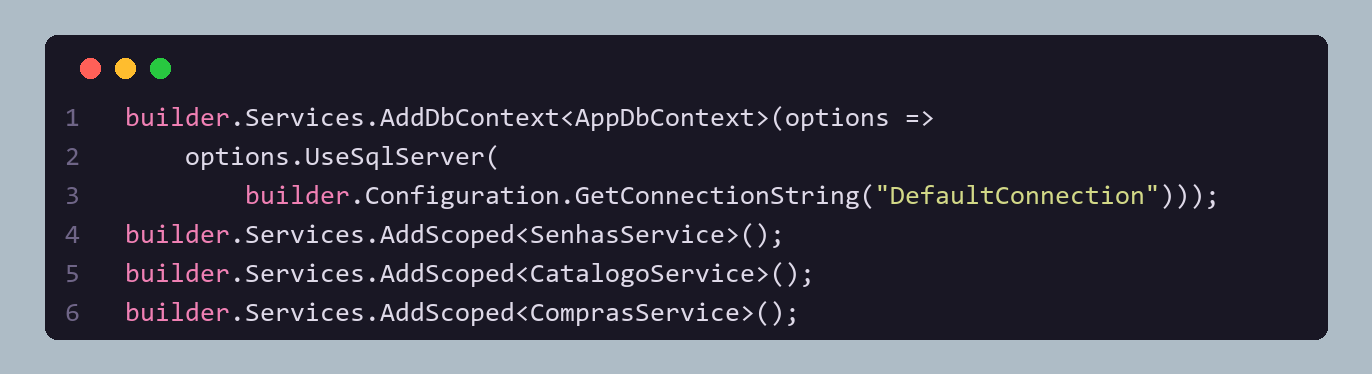 1 builder.Services.AddDbContext<AppDbContext>(options =>
2 options.UseSqlServer(
3 builder.Configuration.GetConnectionString("DefaultConnection")));
4 builder.Services.AddScoped<SenhasService>();
5 builder.Services.AddScoped<CatalogoService>();
6 builder.Services.AddScoped<ComprasService>();